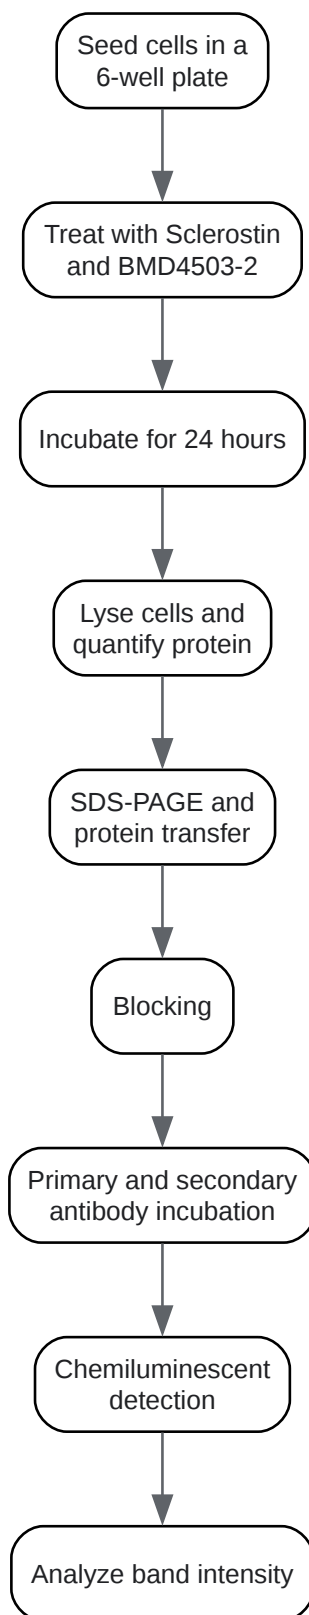 Seed cells in a
6-well plate
Treat with Sclerostin
and BMD4503-2
Incubate for 24 hours
Lyse cells and
quantify protein
SDS-PAGE and
protein transfer
Blocking
Primary and secondary
antibody incubation
Chemiluminescent
detection
Analyze band intensity